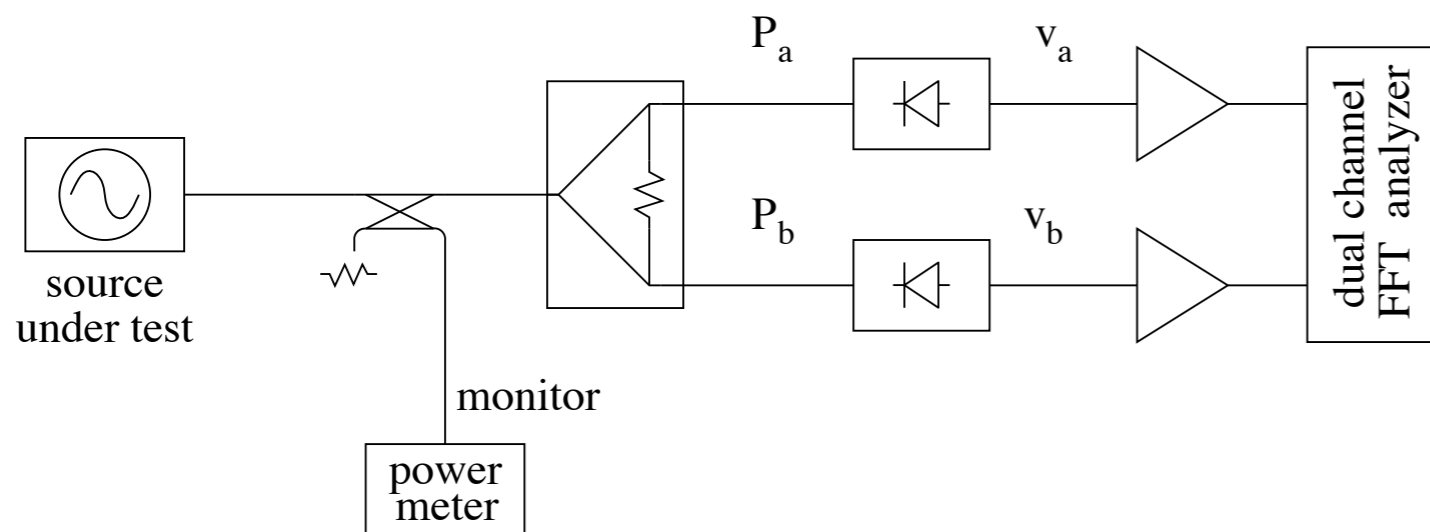 P_a
v_a
P_b
v_b
source
under test
monitor
power
meter
dual channel
FFT analyzer